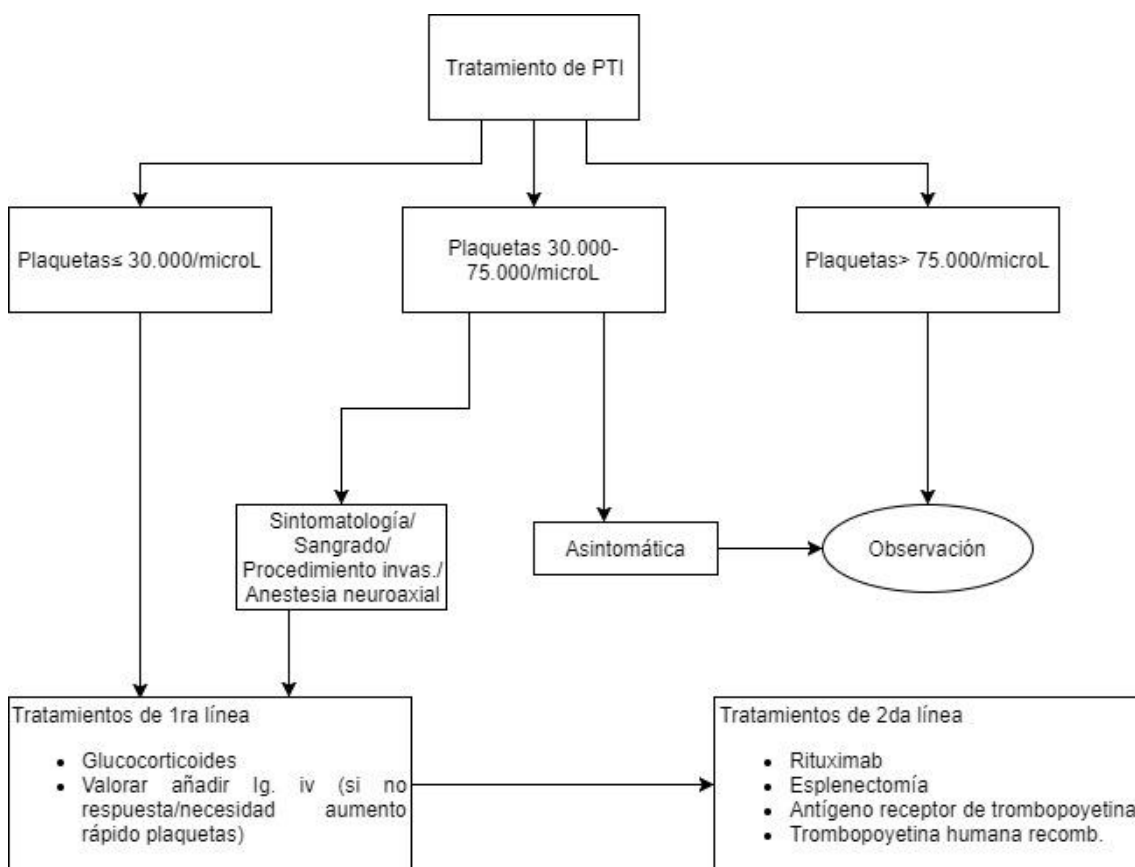 Tratamiento de PTI
Plaquetas≤ 30.000/microL
Plaquetas 30.000-
75.000/microL
Plaquetas> 75.000/microL
Sintomatología/
Sangrado/
Procedimiento invas./
Anestesia neuroaxial
Asintomática
Observación
Tratamientos de 1ra línea
• Glucocorticoides
• Valorar añadir Ig. iv (si no
respuesta/necesidad aumento
rápido plaquetas)
Tratamientos de 2da línea
• Rituximab
• Esplenectomía
• Antígeno receptor de trombopoyetina
• Trombopoyetina humana recomb.